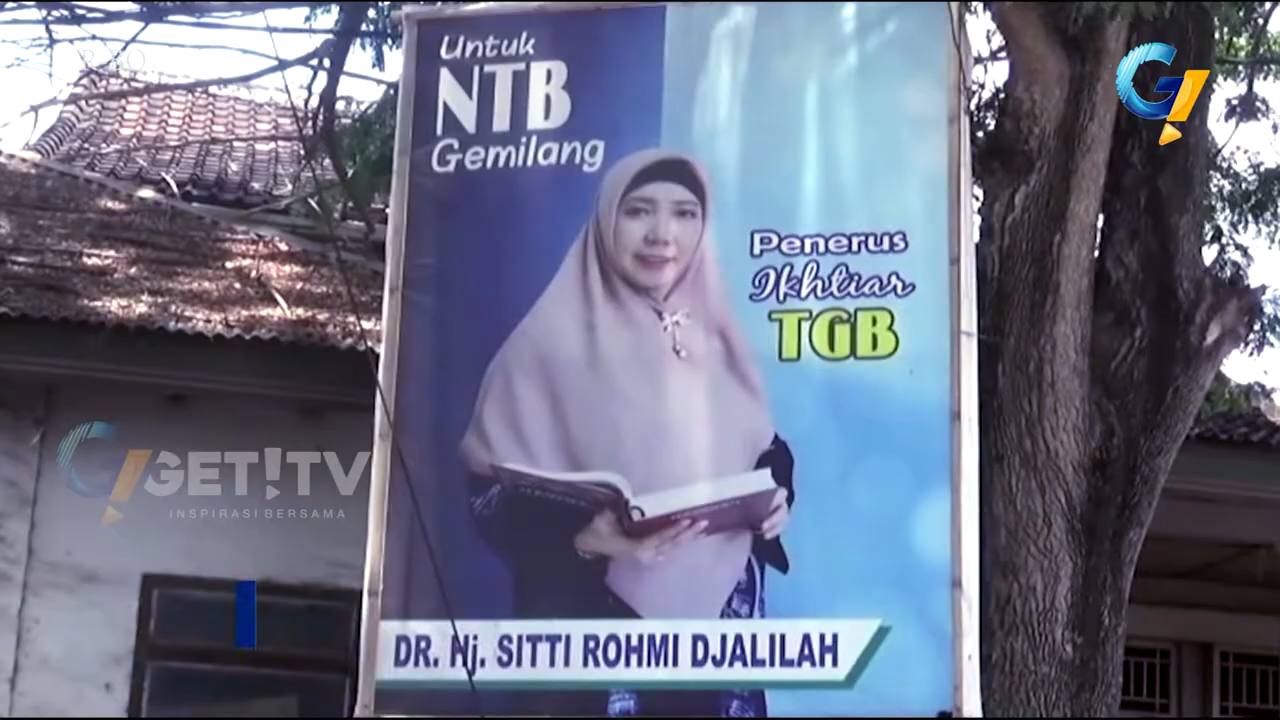 Untuk
NTB
Gemilang
Penerus
Ikhtiar
TGB
DR. Hj. SITTI ROHMI DJALILAH
G!
G!GET!TV
INSPIRASI BERSAMA